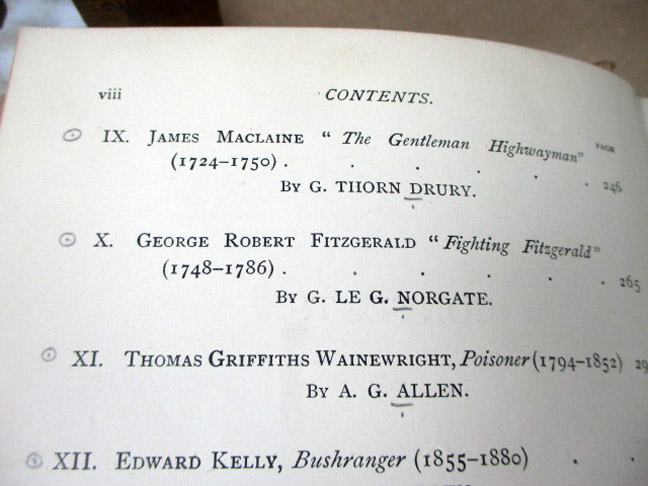 viii CONTENTS.
IX. JAMES MACLAINE “ The Gentleman Highwayman” PAGE
(1724–1750) . . . . . 246
BY G. THORN DRURY.
X. GEORGE ROBERT FITZGERALD “Fighting Fitzgerald”
(1748–1786) . . . . . . 265
BY G. LE G. NORGATE.
XI. THOMAS GRIFFITHS WAINEWRIGHT, Poisoner (1794–1852)
BY A. G. ALLEN.
XII. EDWARD KELLY, Bushranger (1855–1880) . .